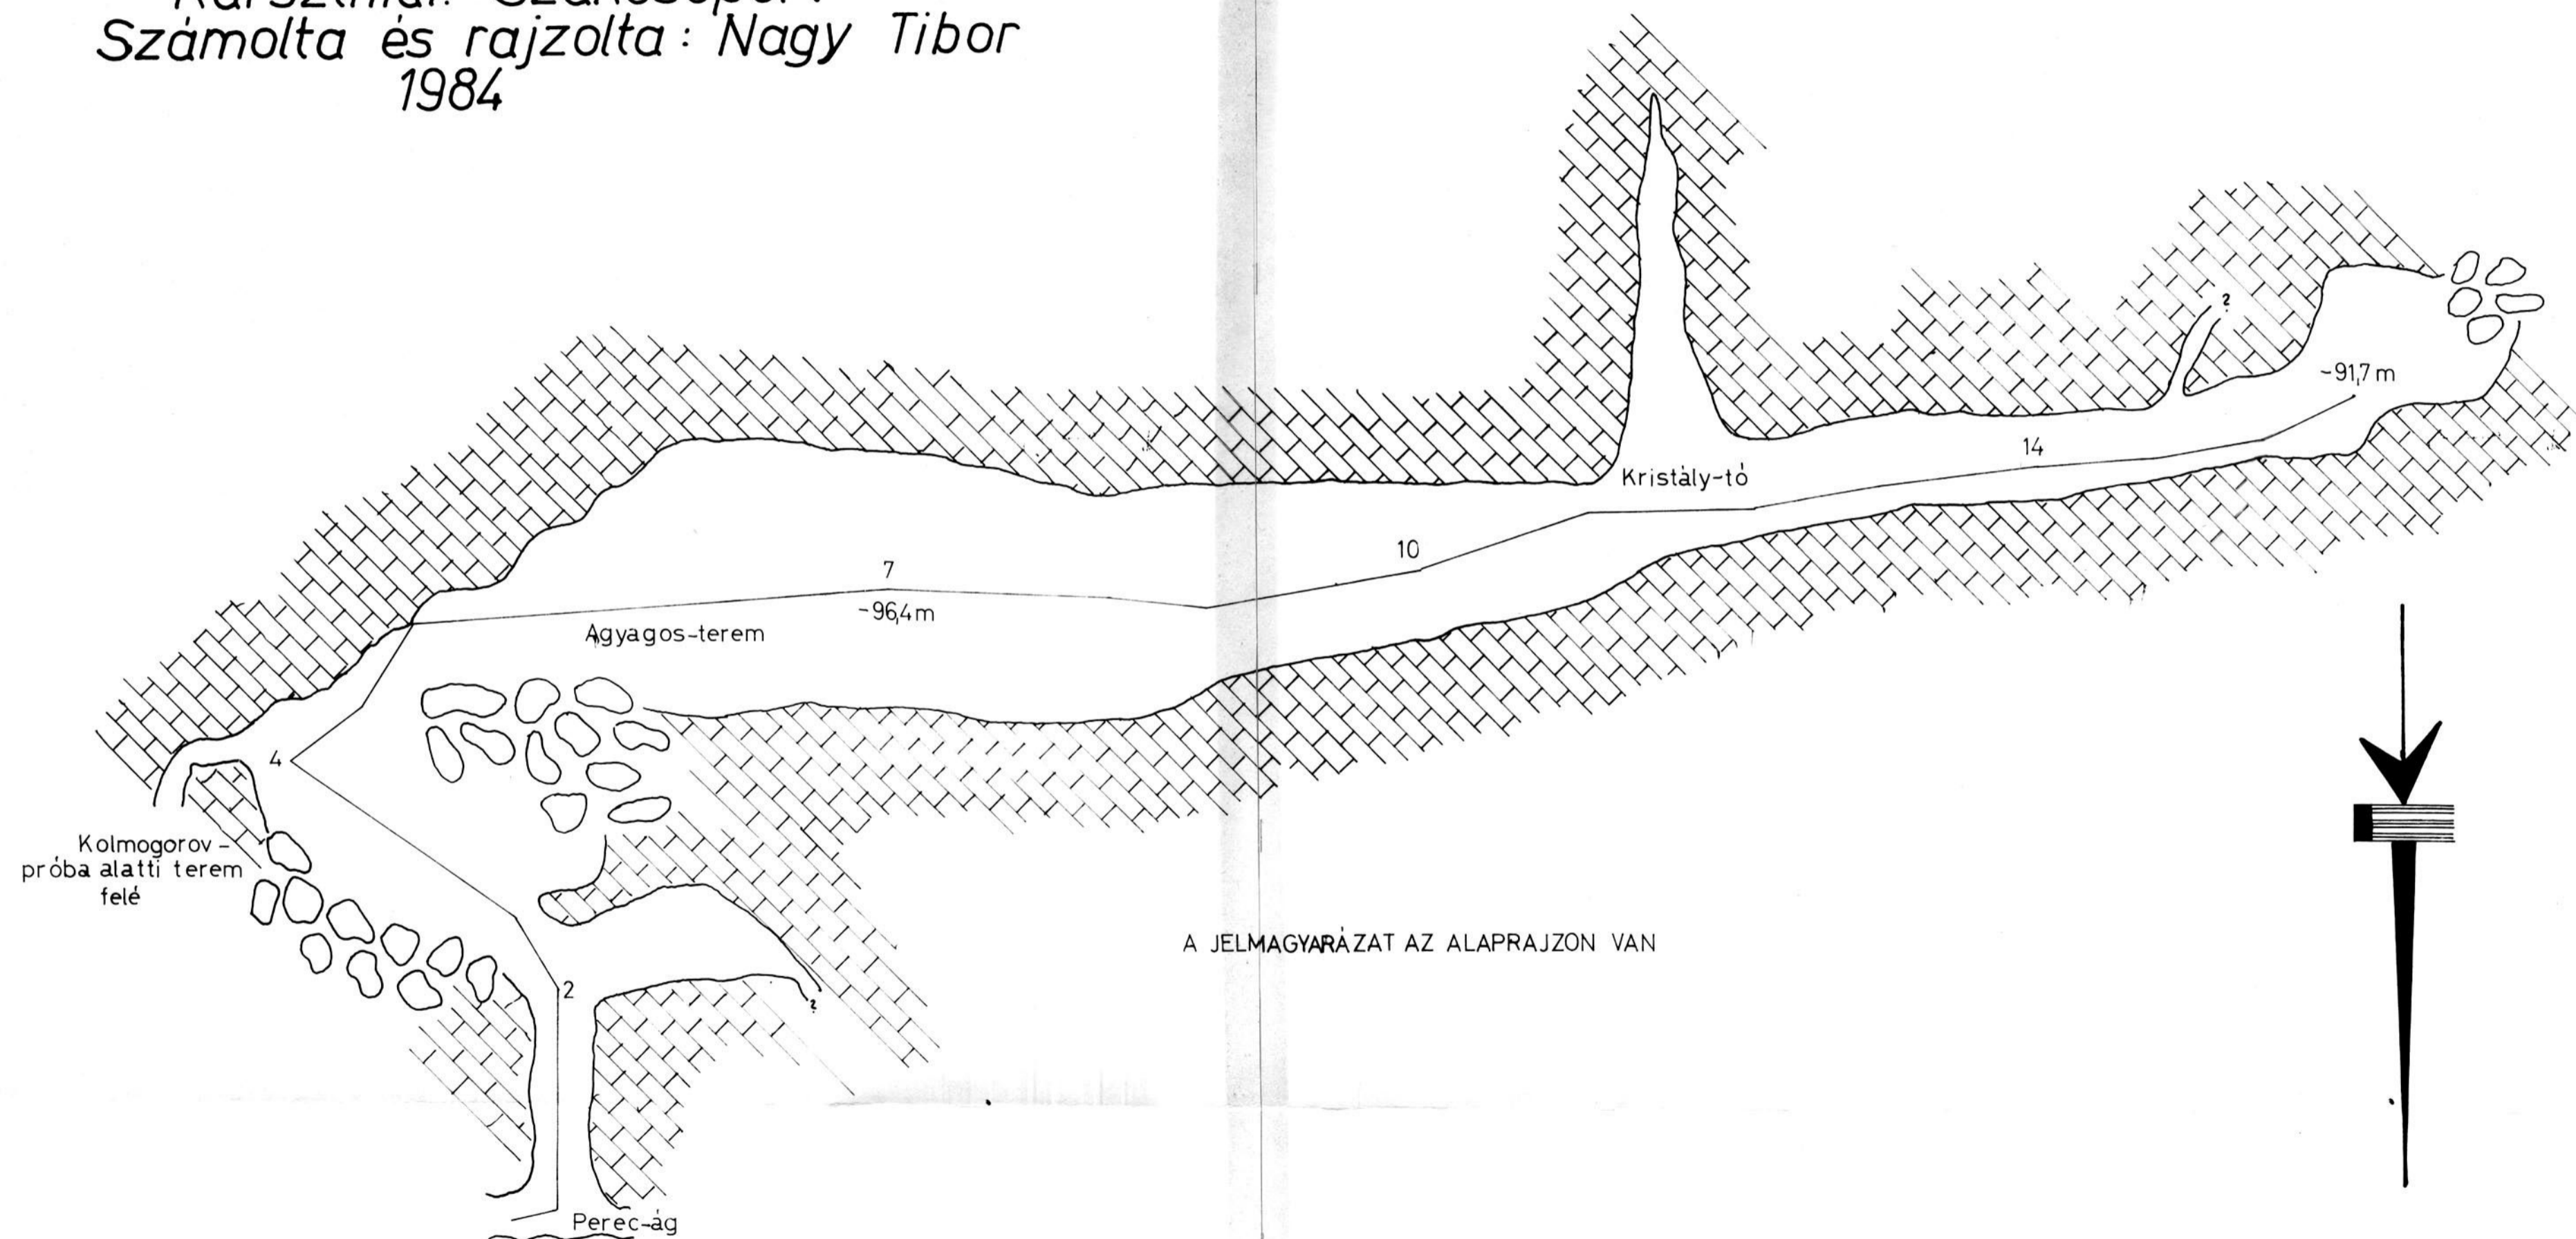 Számolta és rajzolta: Nagy Tibor
1984
?
-91,7 m
14
Kristály-tó
10
7
-96,4 m
Agyagos-terem
4
Kolmogorov-
próba alatti terem
felé
A JELMAGYARÁZAT AZ ALAPRAJZON VAN
2
?
Perec-ág